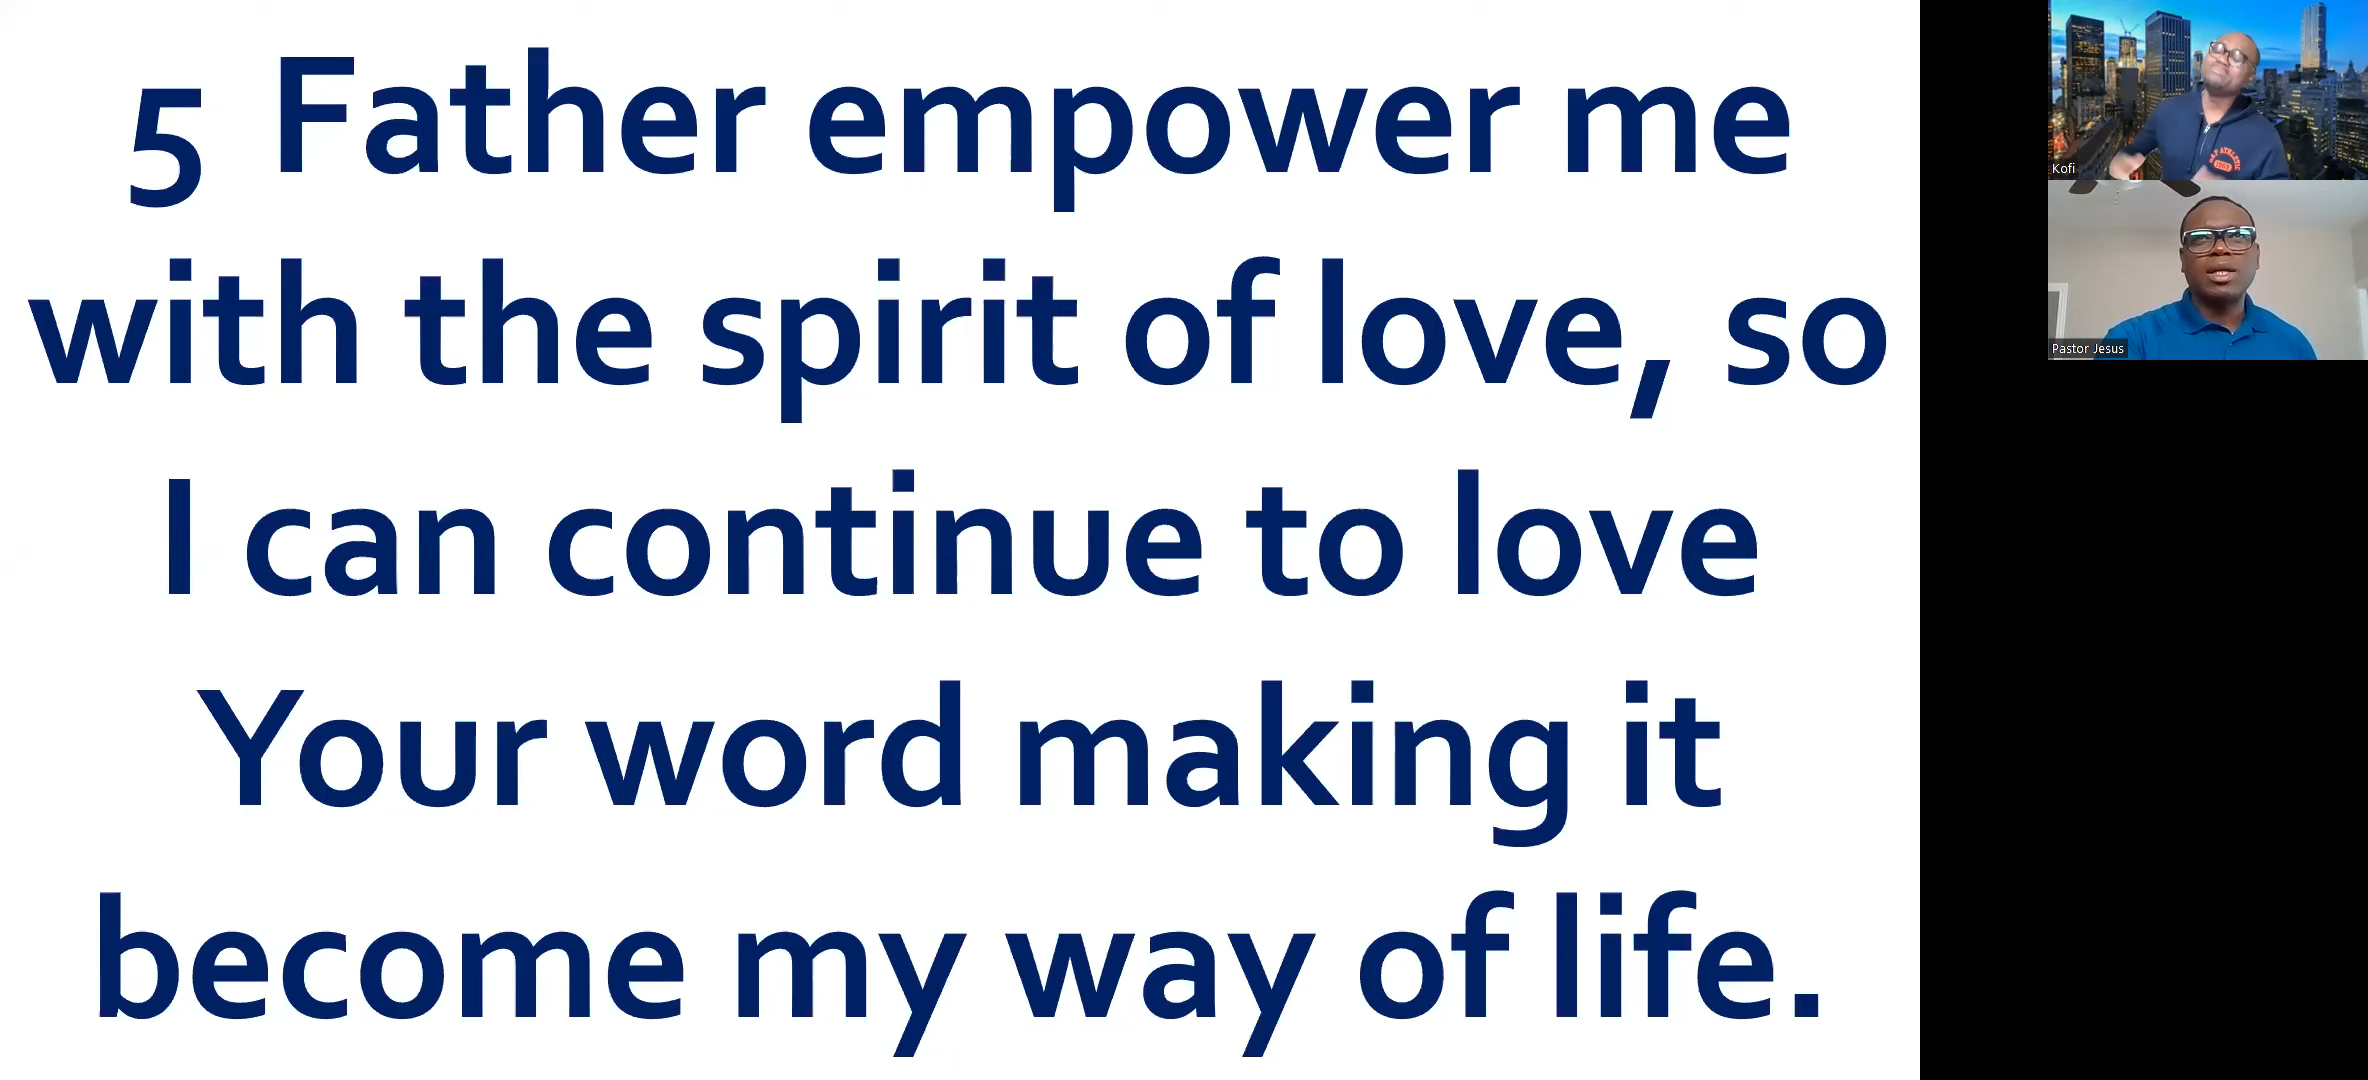 5 Father empower me
with the spirit of love, so
I can continue to love
Your word making it
become my way of life.
Kofi
Pastor Jesus